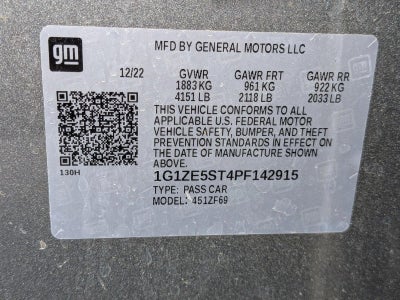 gm
MFD BY GENERAL MOTORS LLC
12/22 GVWR GAWR FRT GAWR RR
1883 KG 961 KG 922 KG
4151 LB 2118 LB 2033 LB
THIS VEHICLE CONFORMS TO ALL
APPLICABLE U.S. FEDERAL MOTOR
VEHICLE SAFETY, BUMPER, AND THEFT
PREVENTION STANDARDS IN EFFECT ON
THE DATE OF MANUFACTURE SHOWN
ABOVE.
130H
1G1ZE5ST4PF142915
TYPE: PASS CAR
MODEL: 451ZF69